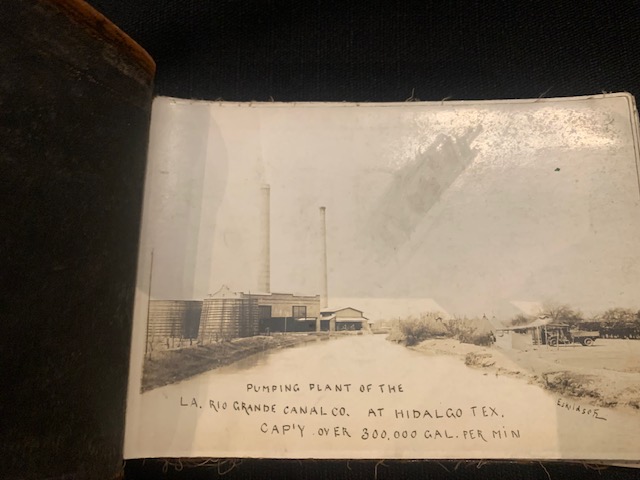 PUMPING PLANT OF THE
LA. RIO GRANDE CANAL CO. AT HIDALGO TEX.
CAP'Y OVER 300,000 GAL. PER MIN